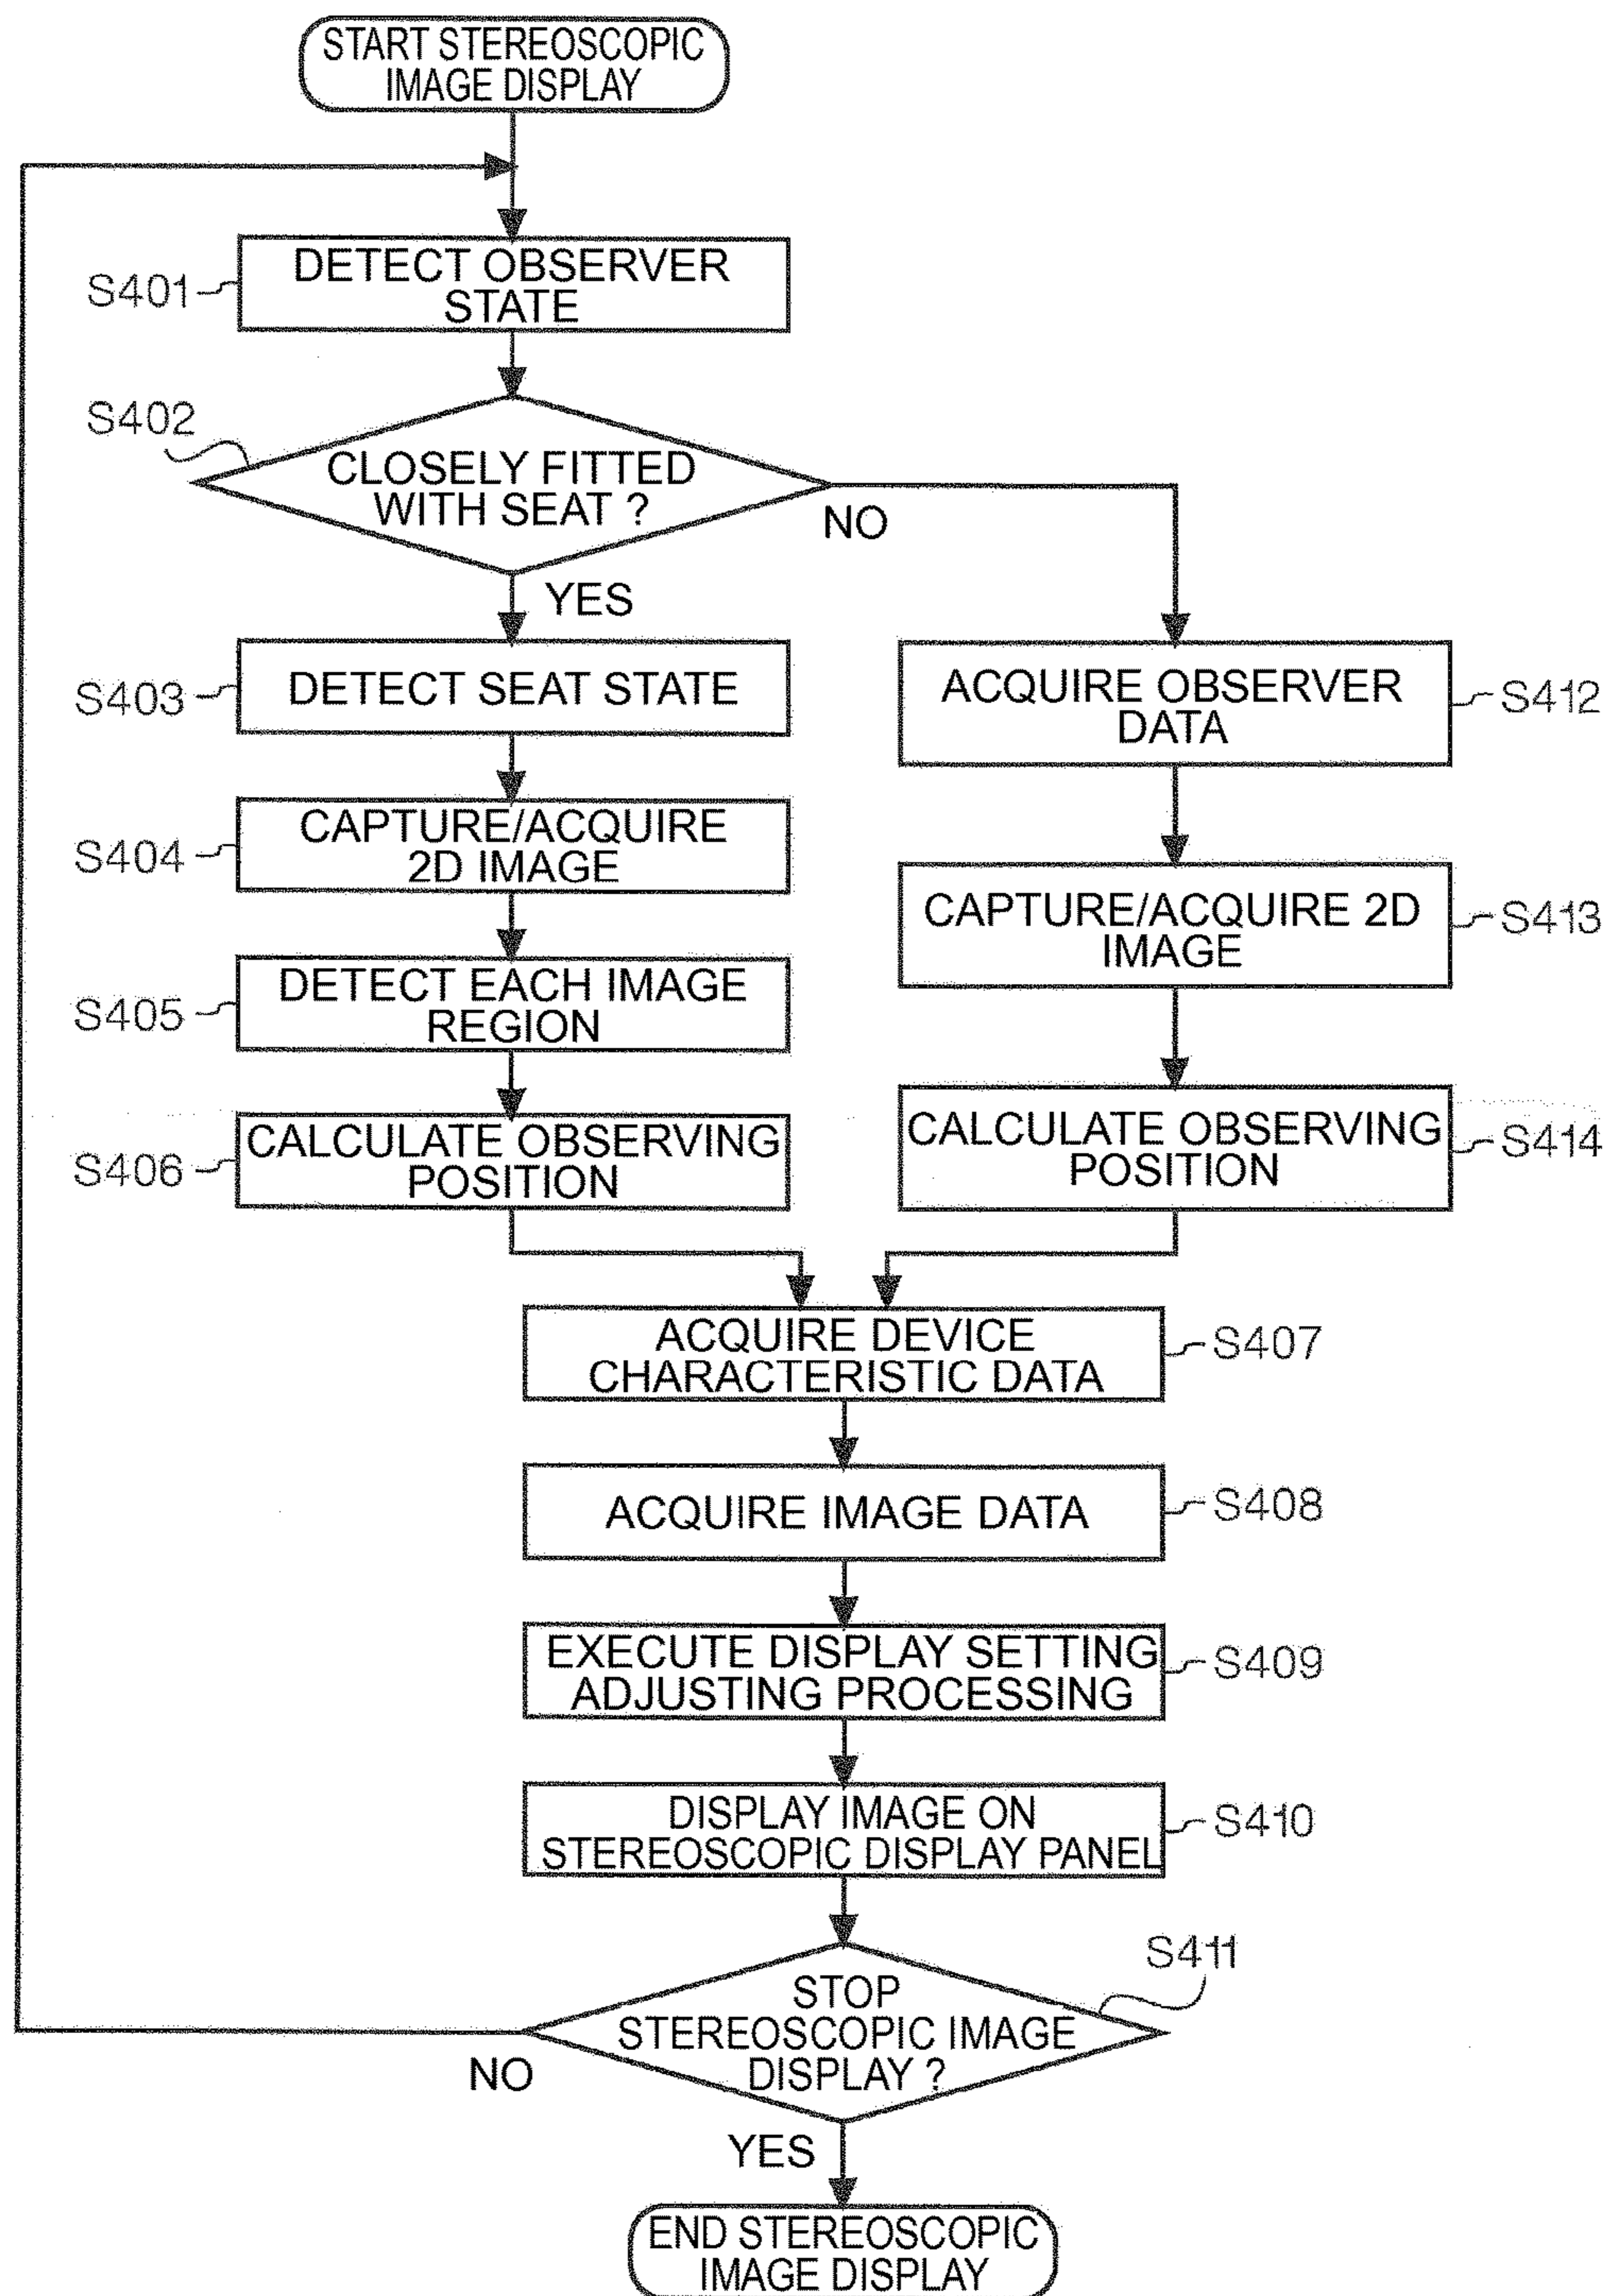 START STEREOSCOPIC
IMAGE DISPLAY
S401
DETECT OBSERVER
STATE
S402
CLOSELY FITTED
WITH SEAT ?
NO
YES
S403
DETECT SEAT STATE
ACQUIRE OBSERVER
DATA
S412
S404
CAPTURE/ACQUIRE
2D IMAGE
CAPTURE/ACQUIRE 2D
IMAGE
S413
S405
DETECT EACH IMAGE
REGION
S406
CALCULATE OBSERVING
POSITION
CALCULATE OBSERVING
POSITION
S414
ACQUIRE DEVICE
CHARACTERISTIC DATA
S407
ACQUIRE IMAGE DATA
S408
EXECUTE DISPLAY SETTING
ADJUSTING PROCESSING
S409
DISPLAY IMAGE ON
STEREOSCOPIC DISPLAY PANEL
S410
S411
STOP
STEREOSCOPIC IMAGE
DISPLAY ?
NO
YES
END STEREOSCOPIC
IMAGE DISPLAY